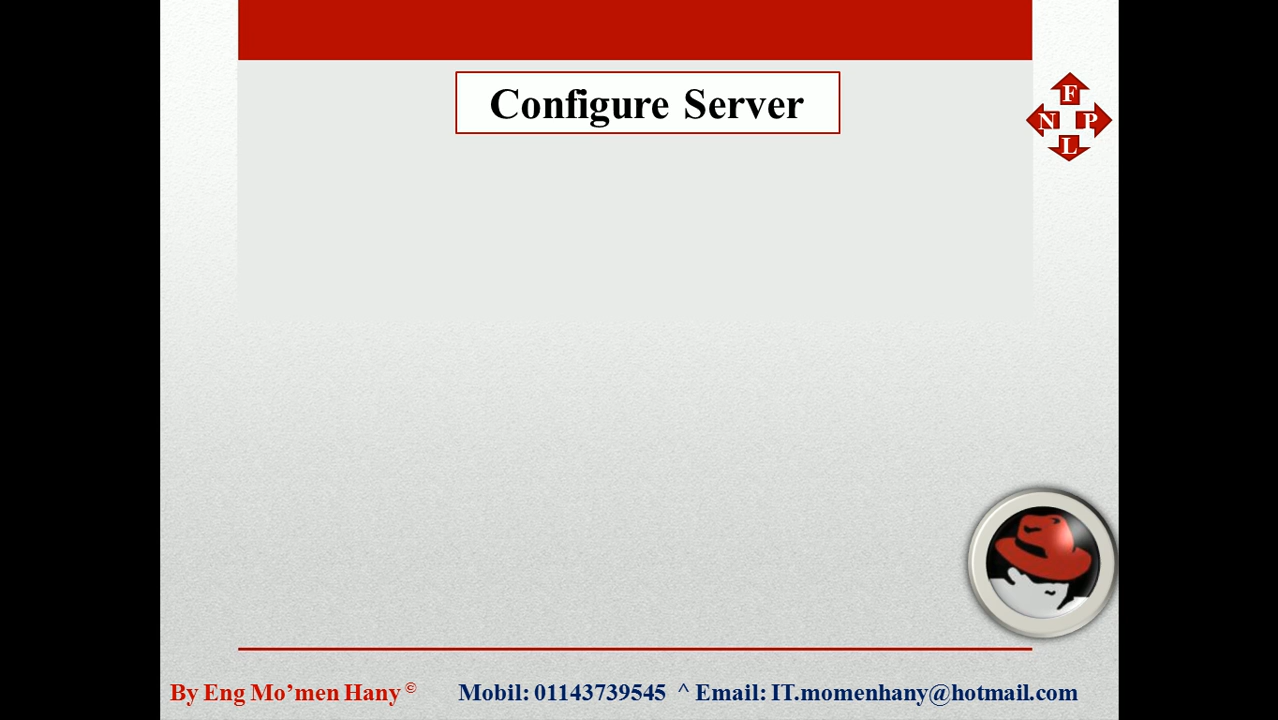 Configure Server
F
N P
L
By Eng Mo’men Hany © Mobil: 01143739545 ^ Email: IT.momenhany@hotmail.com